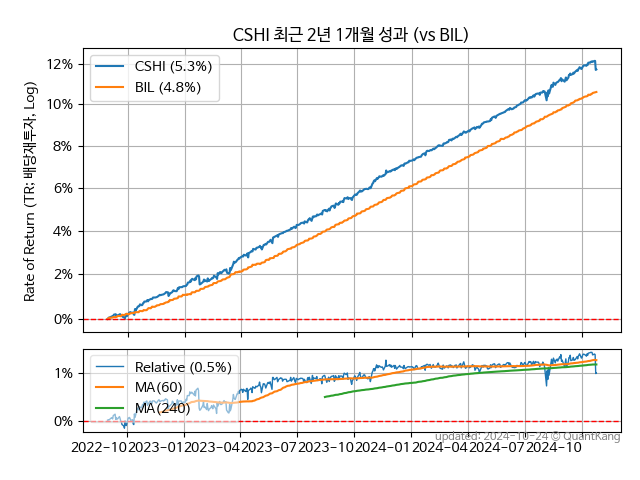 CSHI 최근 2년 1개월 성과 (vs BIL)
Rate of Return (TR: 배당재투자, Log)
12%
10%
8%
6%
4%
2%
0%
CSHI (5.3%)
BIL (4.8%)
1%
0%
Relative (0.5%)
MA(60)
MA(240)
2022-10 2023-01 2023-04 2023-07 2023-10 2024-01 2024-04 2024-07 2024-10
updated: 2024-10-24 © QuantKang